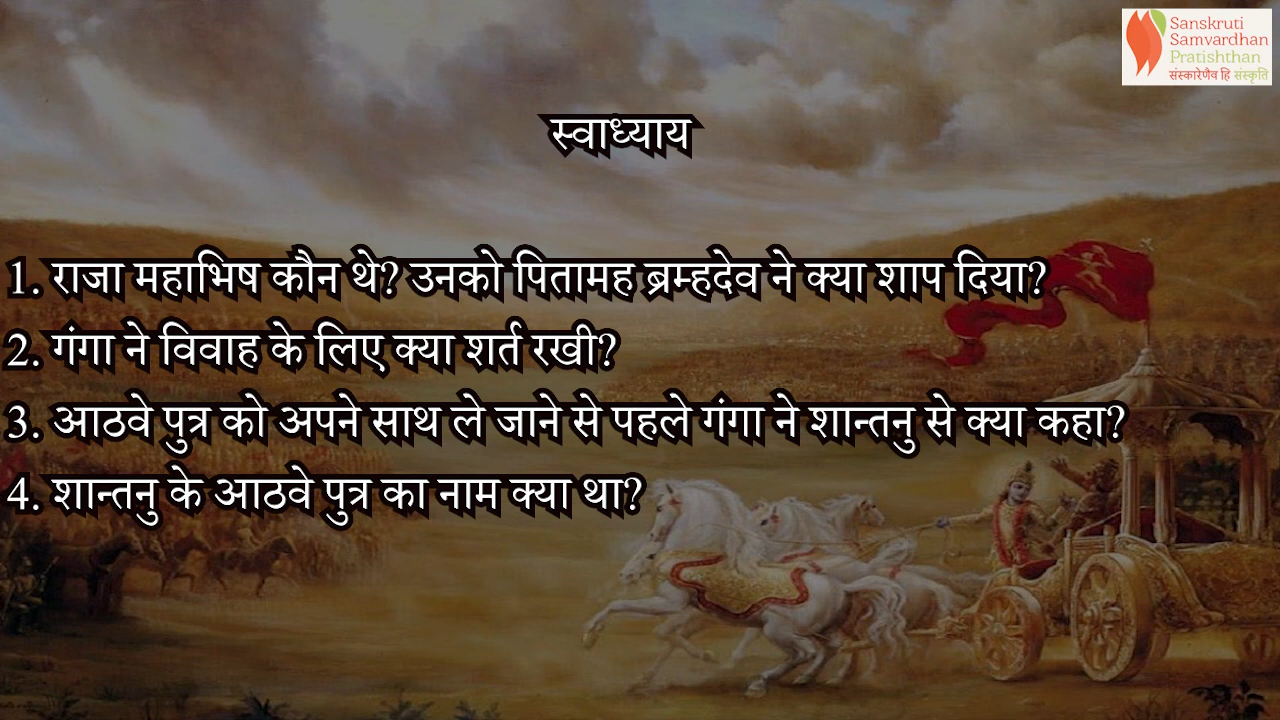 Sanskruti
Samvardhan
Pratishthan
संस्कारेणैव हि संस्कृति
स्वाध्याय
1. राजा महाभिष कौन थे? उनको पितामह ब्रम्हदेव ने क्या शाप दिया?
2. गंगा ने विवाह के लिए क्या शर्त रखी?
3. आठवे पुत्र को अपने साथ ले जाने से पहले गंगा ने शान्तनु से क्या कहा?
4. शान्तनु के आठवे पुत्र का नाम क्या था?